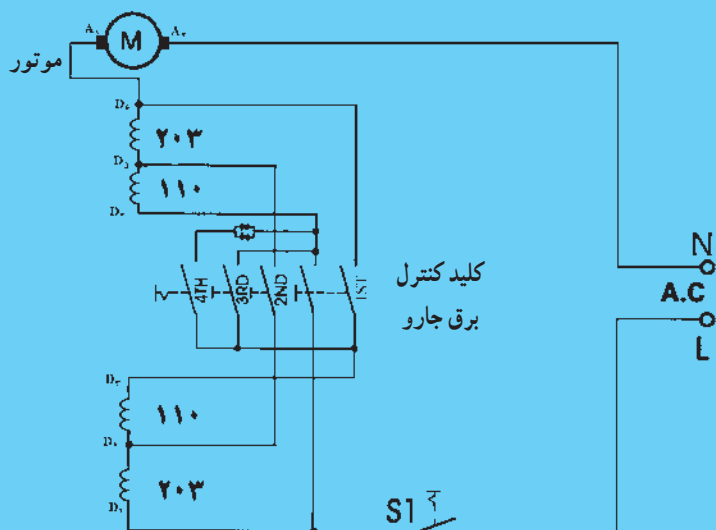 M
موتور
۲۰۳
۱۱۰
4TH
3RD
2ND
1ST
کلید کنترل
برق جارو
N
A.C
L
۱۱۰
۲۰۳
S1